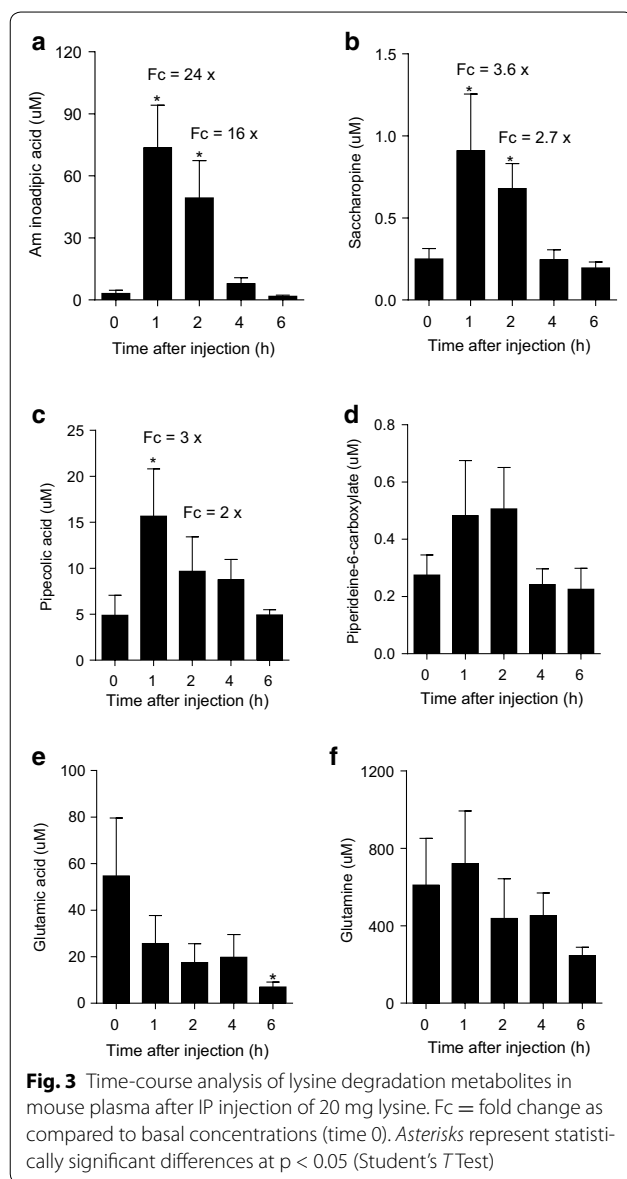 a
120
90
60
30
0
Am inoadipic acid (uM)
Fc = 24 x
*
Fc = 16 x
*
0 1 2 4 6
Time after injection (h)
b
1.5
1.0
0.5
0.0
Saccharopine (uM)
Fc = 3.6 x
*
Fc = 2.7 x
*
0 1 2 4 6
Time after injection (h)
c
25
20
15
10
5
0
Pipecolic acid (uM)
Fc = 3 x
*
Fc = 2 x
0 1 2 4 6
Time after injection (h)
d
0.8
0.6
0.4
0.2
0.0
Piperideine-6-carboxylate (uM)
0 1 2 4 6
Time after injection (h)
e
100
80
60
40
20
0
Glutamic acid (uM)
*
0 1 2 4 6
Time after injection (h)
f
1200
800
400
0
Glutamine (uM)
0 1 2 4 6
Time after injection (h)
Fig. 3 Time-course analysis of lysine degradation metabolites in
mouse plasma after IP injection of 20 mg lysine. Fc = fold change as
compared to basal concentrations (time 0). Asterisks represent statisti-
cally significant differences at p < 0.05 (Student's T Test)